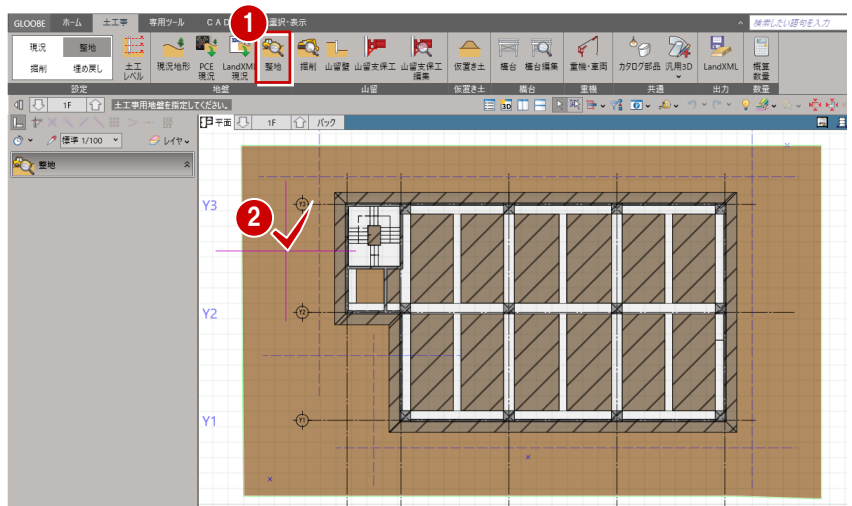 GLOOBE ホーム 土工事 専用ツール 1 選択・表示 検索したい語句を入力
現況 整地
掘削 埋め戻し
土工レベル
現況地形
PCE現況
LandXML現況
整地
掘削
山留壁
山留支保工
山留支保工編集
仮置き土
構台
構台編集
重機・車両
カタログ部品
汎用3D
LandXML
概算数量
設定 地盤 山留 仮置き土 構台 重機 共通 出力 数量
1F 土工事用地盤を指定してください。
3D
平面 1F バック
標準 1/100 レイヤ
整地
Y3 Y3
2
Y2 Y2
Y1 Y1